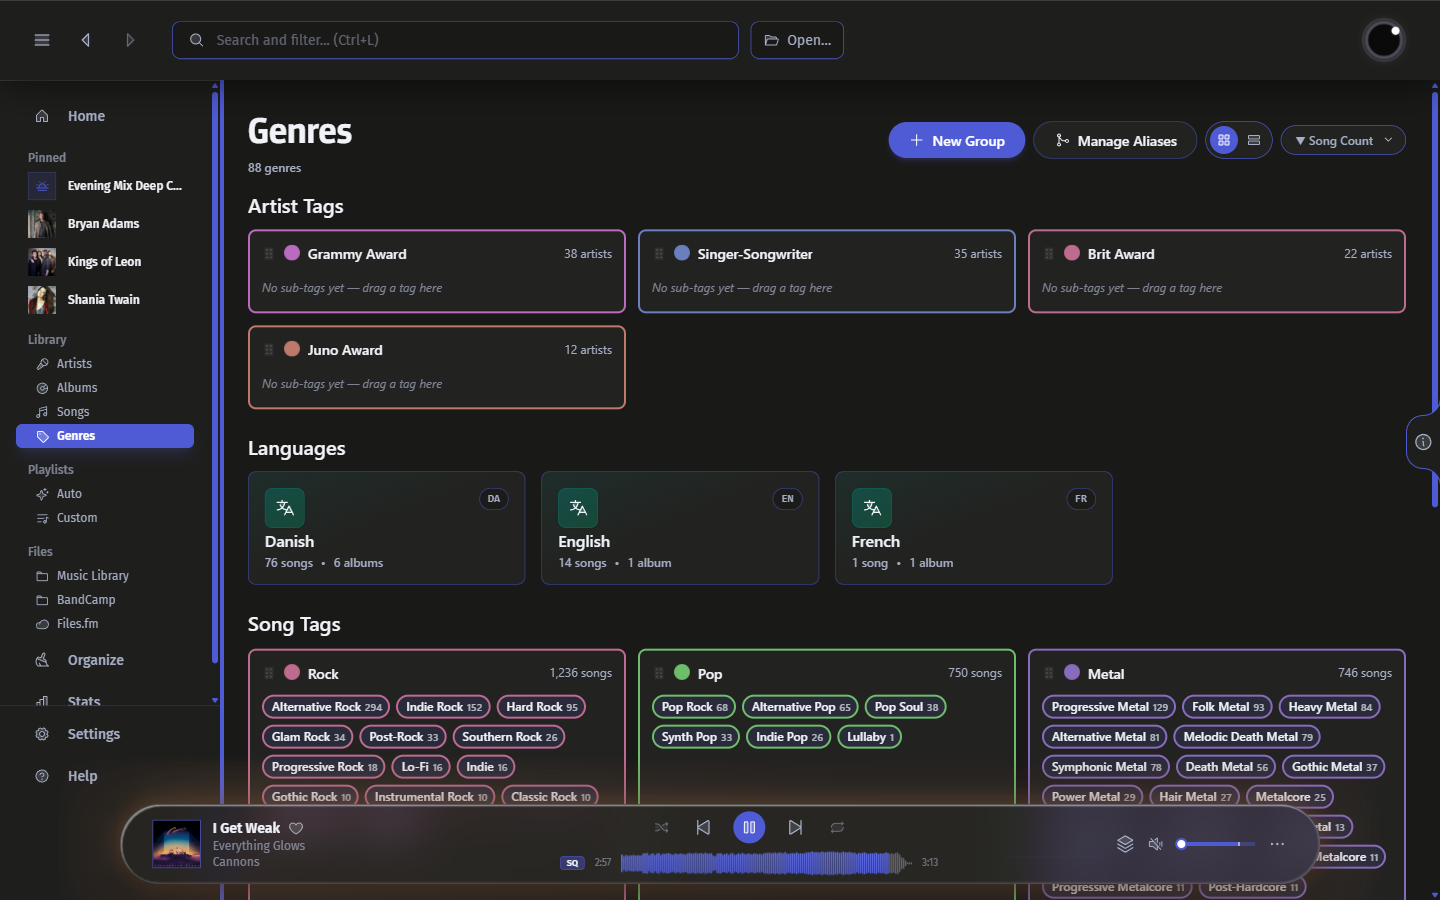 Search and filter... (Ctrl+L)
Open...
Home
Pinned
Evening Mix Deep C...
Bryan Adams
Kings of Leon
Shania Twain
Library
Artists
Albums
Songs
Genres
Playlists
Auto
Custom
Files
Music Library
BandCamp
Files.fm
Organize
Stats
Settings
Help
Genres
88 genres
New Group
Manage Aliases
▼ Song Count
Artist Tags
Grammy Award 38 artists
No sub-tags yet — drag a tag here
Singer-Songwriter 35 artists
No sub-tags yet — drag a tag here
Brit Award 22 artists
No sub-tags yet — drag a tag here
Juno Award 12 artists
No sub-tags yet — drag a tag here
Languages
DA
Danish
76 songs • 6 albums
EN
English
14 songs • 1 album
FR
French
1 song • 1 album
Song Tags
Rock 1,236 songs
Alternative Rock 294 Indie Rock 152 Hard Rock 95
Glam Rock 34 Post-Rock 33 Southern Rock 26
Progressive Rock 18 Lo-Fi 16 Indie 16
Gothic Rock 10 Instrumental Rock 10 Classic Rock 10
Pop 750 songs
Pop Rock 68 Alternative Pop 65 Pop Soul 38
Synth Pop 33 Indie Pop 26 Lullaby 1
Metal 746 songs
Progressive Metal 129 Folk Metal 93 Heavy Metal 84
Alternative Metal 81 Melodic Death Metal 79
Symphonic Metal 78 Death Metal 56 Gothic Metal 37
Power Metal 29 Hair Metal 27 Metalcore 25
tal 13
Metalcore 11
Progressive Metalcore 11 Post-Hardcore 11
I Get Weak
Everything Glows
Cannons
SQ 2:57 3:13